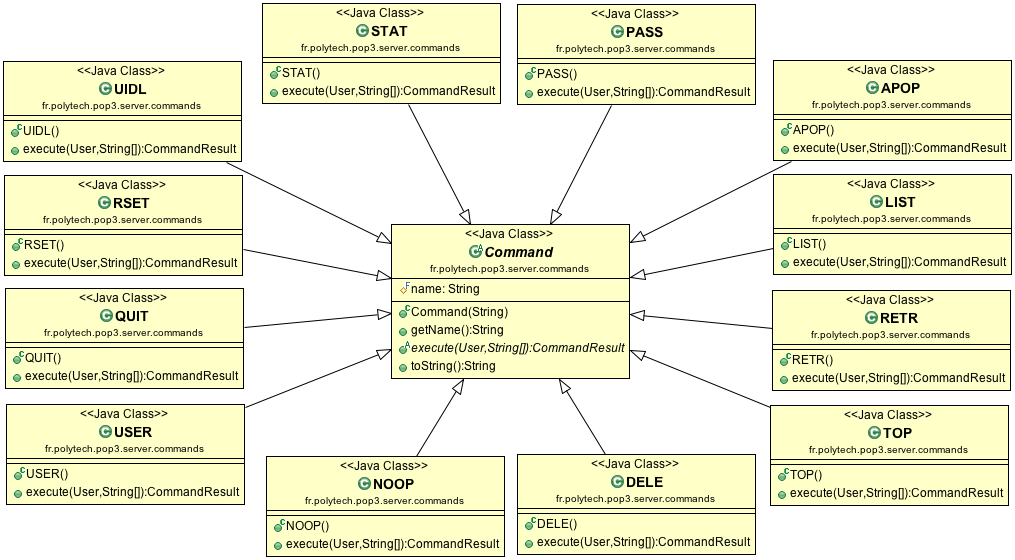 <<Java Class>>
STAT
fr.polytech.pop3.server.commands
STAT()
execute(User,String[]):CommandResult
<<Java Class>>
PASS
fr.polytech.pop3.server.commands
PASS()
execute(User,String[]):CommandResult
<<Java Class>>
UIDL
fr.polytech.pop3.server.commands
UIDL()
execute(User,String[]):CommandResult
<<Java Class>>
APOP
fr.polytech.pop3.server.commands
APOP()
execute(User,String[]):CommandResult
<<Java Class>>
RSET
fr.polytech.pop3.server.commands
RSET()
execute(User,String[]):CommandResult
<<Java Class>>
LIST
fr.polytech.pop3.server.commands
LIST()
execute(User,String[]):CommandResult
<<Java Class>>
Command
fr.polytech.pop3.server.commands
name: String
Command(String)
getName():String
execute(User,String[]):CommandResult
toString():String
<<Java Class>>
QUIT
fr.polytech.pop3.server.commands
QUIT()
execute(User,String[]):CommandResult
<<Java Class>>
RETR
fr.polytech.pop3.server.commands
RETR()
execute(User,String[]):CommandResult
<<Java Class>>
USER
fr.polytech.pop3.server.commands
USER()
execute(User,String[]):CommandResult
<<Java Class>>
TOP
fr.polytech.pop3.server.commands
TOP()
execute(User,String[]):CommandResult
<<Java Class>>
NOOP
fr.polytech.pop3.server.commands
NOOP()
execute(User,String[]):CommandResult
<<Java Class>>
DELE
fr.polytech.pop3.server.commands
DELE()
execute(User,String[]):CommandResult